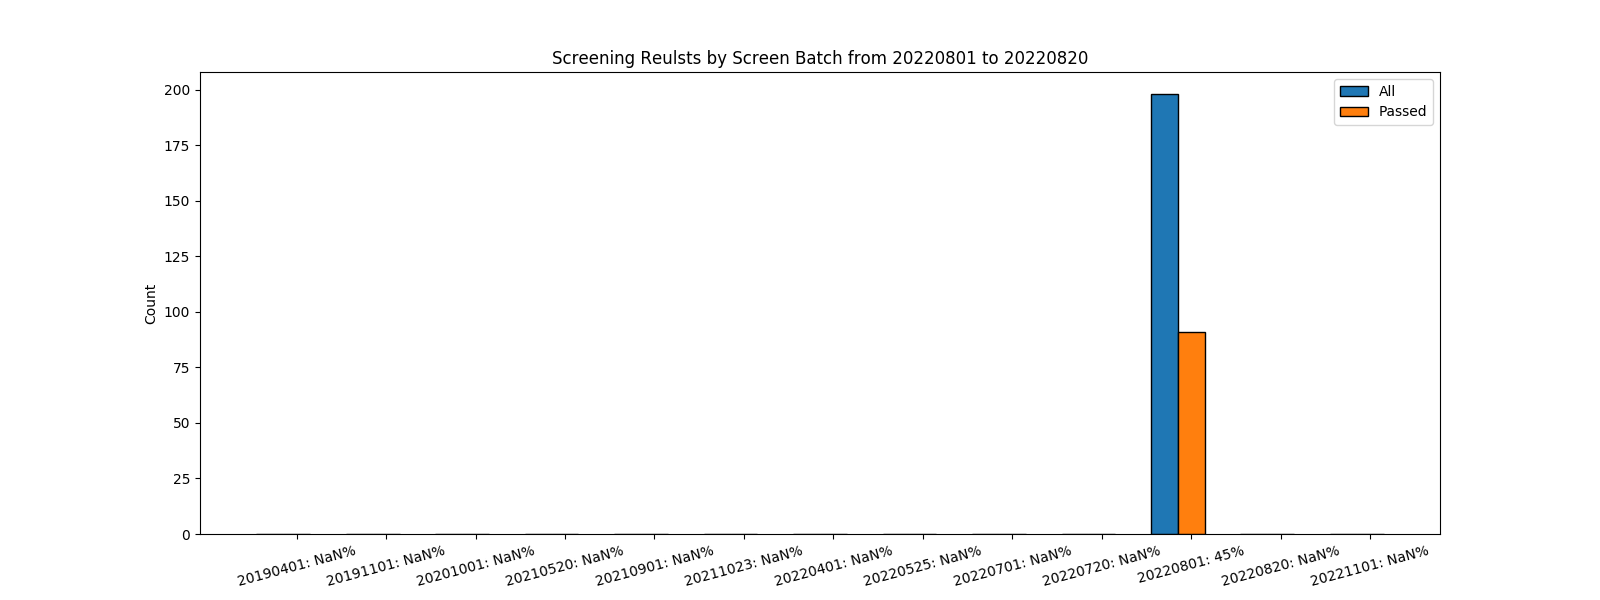 Screening Reulsts by Screen Batch from 20220801 to 20220820
All
Passed
Count
200
175
150
125
100
75
50
25
0
20190401: NaN%
20191101: NaN%
20201001: NaN%
20210520: NaN%
20210901: NaN%
20211023: NaN%
20220401: NaN%
20220525: NaN%
20220701: NaN%
20220720: NaN%
20220801: 45%
20220820: NaN%
20221101: NaN%